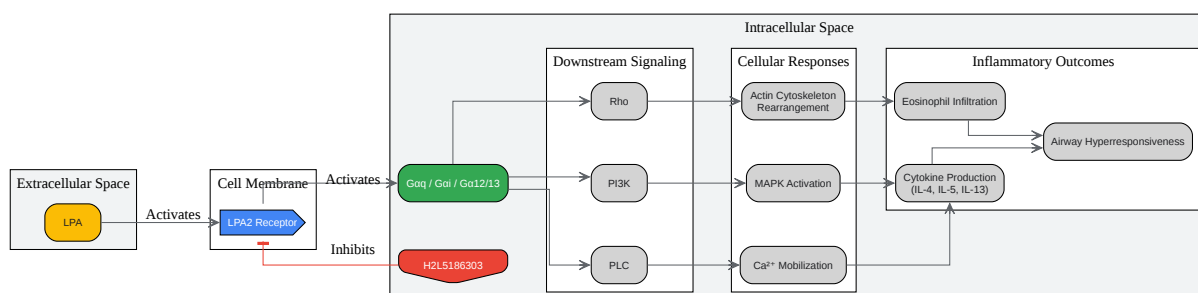 Intracellular Space
Downstream Signaling
Cellular Responses
Inflammatory Outcomes
Rho
Actin Cytoskeleton
Rearrangement
Eosinophil Infiltration
Airway Hyperresponsiveness
Extracellular Space
Cell Membrane
Activates
Gαq / Gαi / Gα12/13
PI3K
MAPK Activation
Cytokine Production
(IL-4, IL-5, IL-13)
LPA
Activates
LPA2 Receptor
Inhibits
H2L5186303
PLC
Ca²⁺ Mobilization